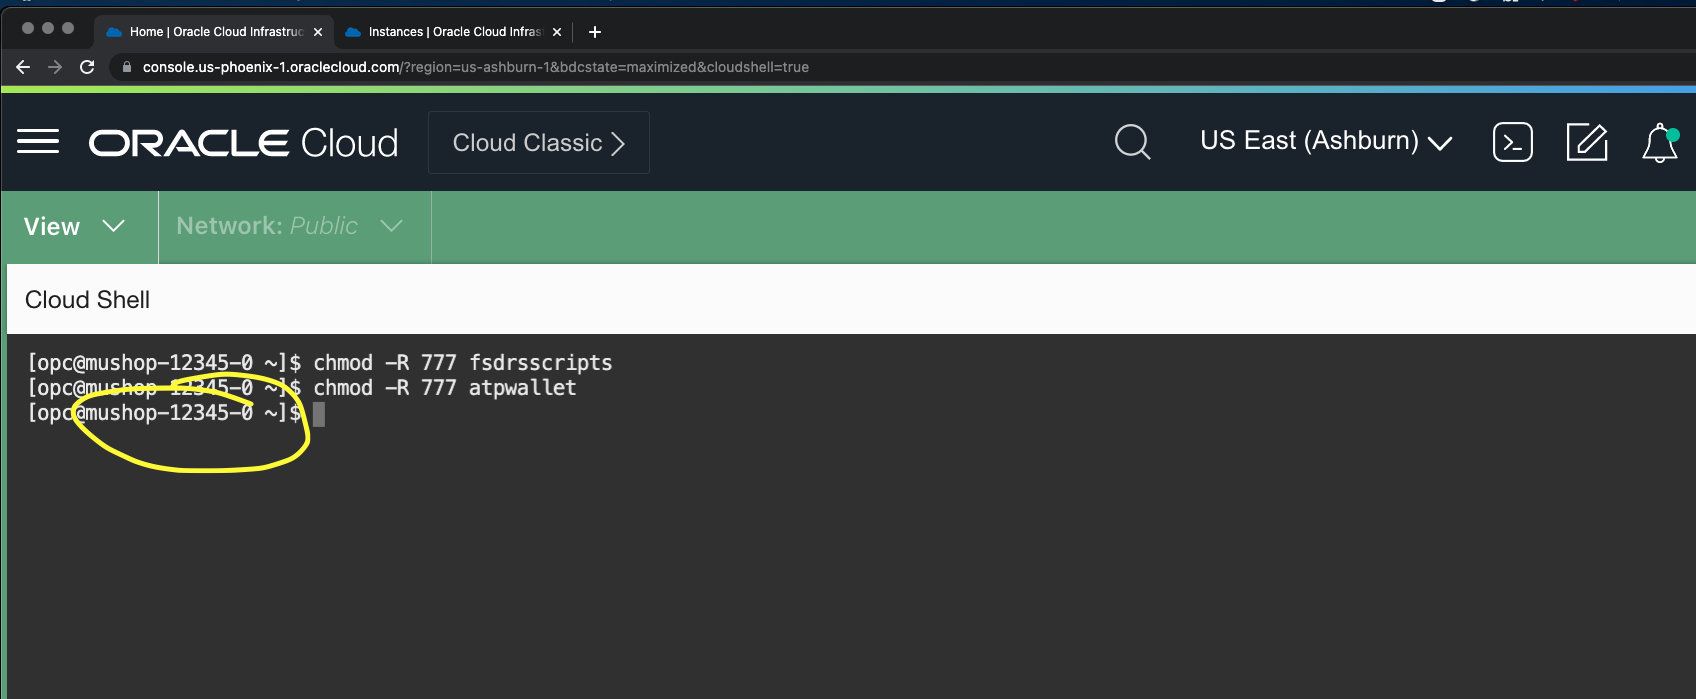 Home | Oracle Cloud Infrastruc
Instances | Oracle Cloud Infras
console.us-phoenix-1.oraclecloud.com/?region=us-ashburn-1&bdcstate=maximized&cloudshell=true
ORACLE Cloud
Cloud Classic
US East (Ashburn)
View
Network: Public
Cloud Shell
[opc@mushop-12345-0 ~]$ chmod -R 777 fsdrsscripts
[opc@mushop-12345-0 ~]$ chmod -R 777 atpwallet
[opc@mushop-12345-0 ~]$